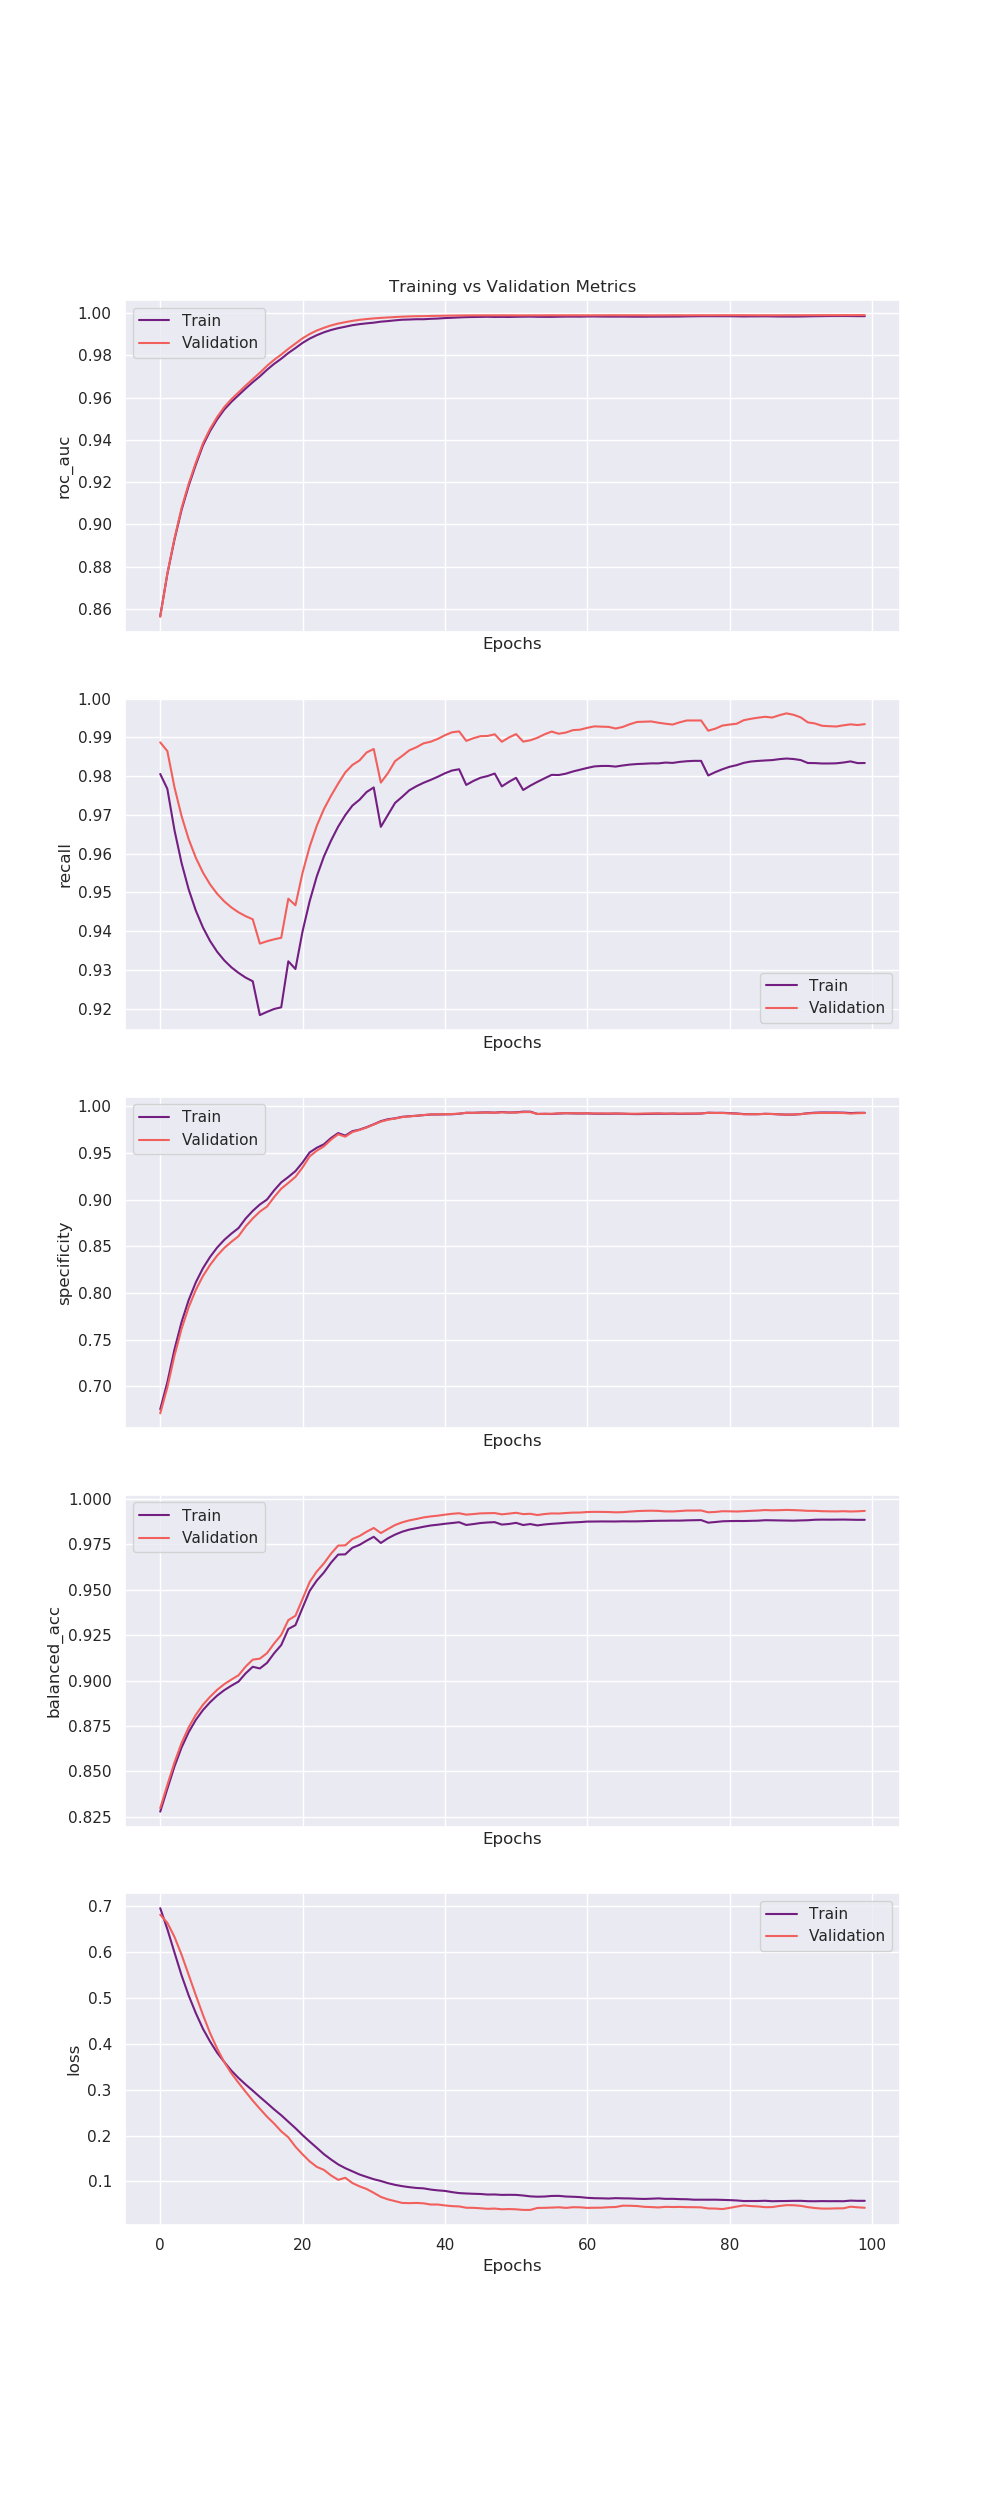 Training vs Validation Metrics
1.00
0.98
0.96
0.94
0.92
0.90
0.88
0.86
roc_auc
Train
Validation
Epochs
1.00
0.99
0.98
0.97
0.96
0.95
0.94
0.93
0.92
recall
Train
Validation
Epochs
1.00
0.95
0.90
0.85
0.80
0.75
0.70
specificity
Train
Validation
Epochs
1.000
0.975
0.950
0.925
0.900
0.875
0.850
0.825
balanced_acc
Train
Validation
Epochs
0.7
0.6
0.5
0.4
0.3
0.2
0.1
loss
Train
Validation
0 20 40 60 80 100
Epochs